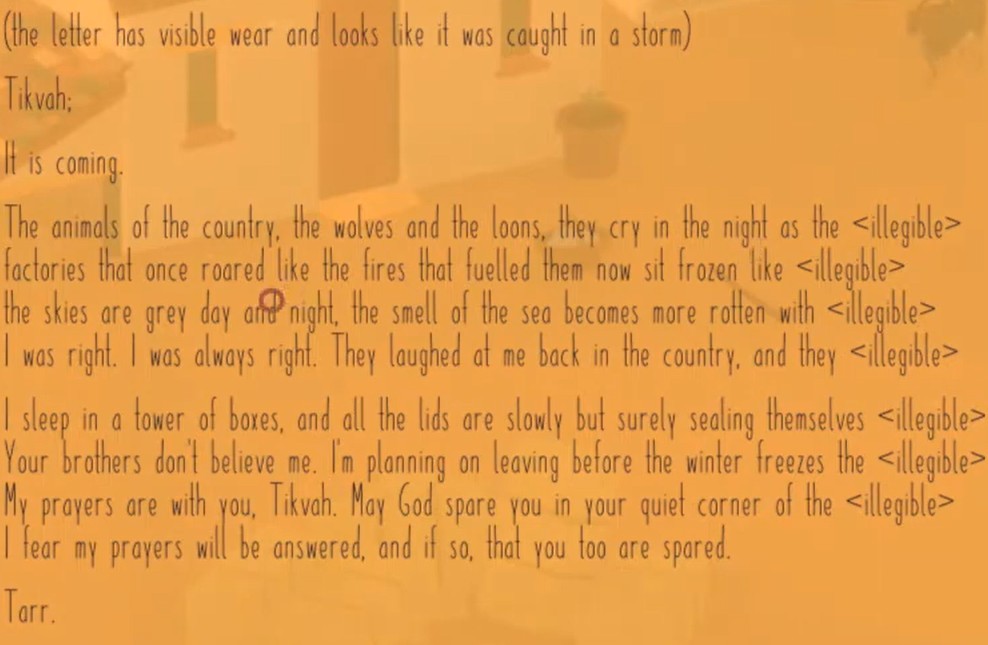 (the letter has visible wear and looks like it was caught in a storm)
Tikvah;
It is coming.
The animals of the country, the wolves and the loons, they cry in the night as the <illegible>
factories that once roared like the fires that fuelled them now sit frozen like <illegible>
the skies are grey day and night, the smell of the sea becomes more rotten with <illegible>
I was right. I was always right. They laughed at me back in the country, and they <illegible>
I sleep in a tower of boxes, and all the lids are slowly but surely sealing themselves <illegible>
Your brothers don't believe me. I'm planning on leaving before the winter freezes the <illegible>
My prayers are with you, Tikvah. May God spare you in your quiet corner of the <illegible>
I fear my prayers will be answered, and if so, that you too are spared.
Tarr.